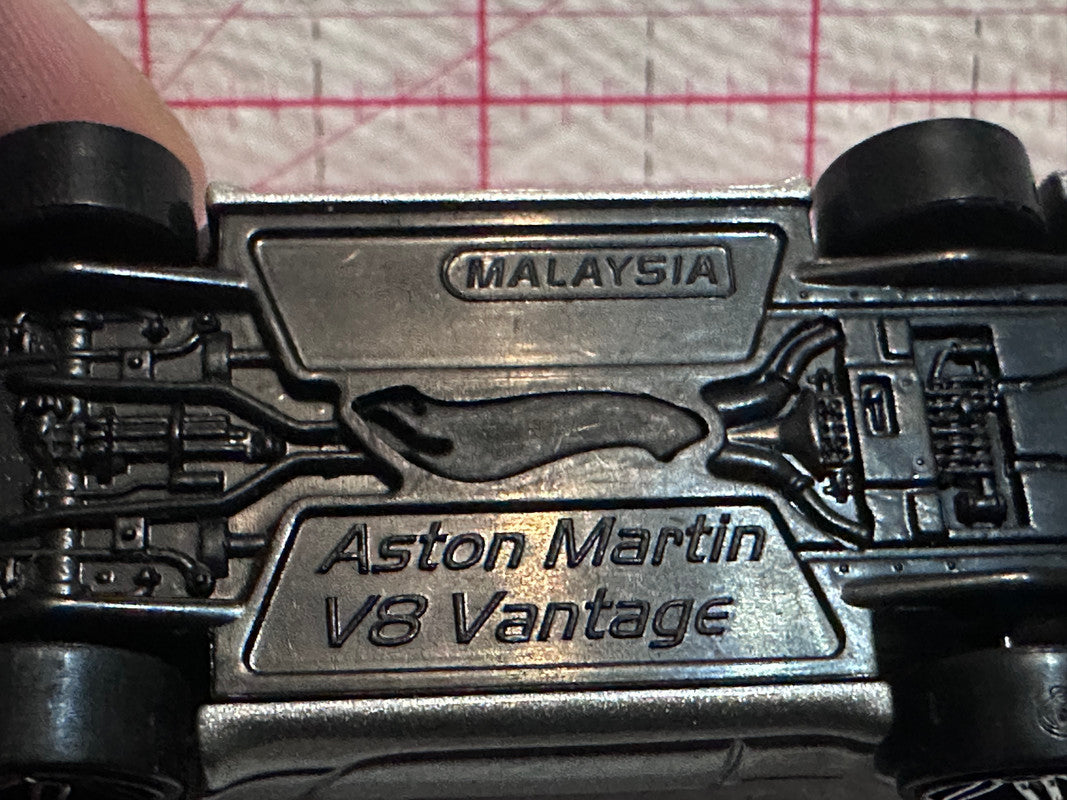 MALAYSIA
Aston Martin
V8 Vantage